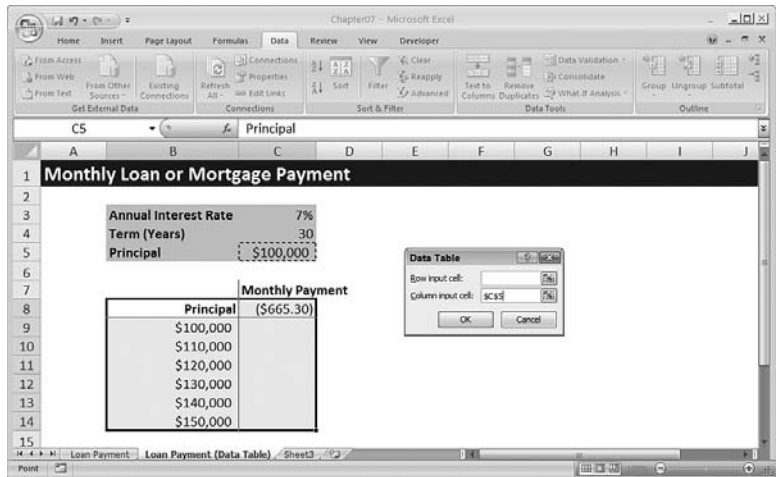 Chapter07 - Microsoft Excel
Home Insert Page Layout Formulas Data Review View Developer
From Access
From Web
From Text
From Other Sources
Existing Connections
Get External Data
Refresh All
Connections
Properties
Edit Links
Connections
Sort
Filter
Clear
Reapply
Advanced
Sort & Filter
Text to Columns
Remove Duplicates
Data Validation
Consolidate
What-If Analysis
Data Tools
Group Ungroup Subtotal
Outline
C5 fx Principal
A B C D E F G H I J
1 Monthly Loan or Mortgage Payment
2
3 Annual Interest Rate 7%
4 Term (Years) 30
5 Principal $100,000
6
7 Monthly Payment
8 Principal ($665.30)
9 $100,000
10 $110,000
11 $120,000
12 $130,000
13 $140,000
14 $150,000
15
Data Table
Row input cell:
Column input cell: $C$5
OK Cancel
Loan Payment Loan Payment (Data Table) Sheet3
Point